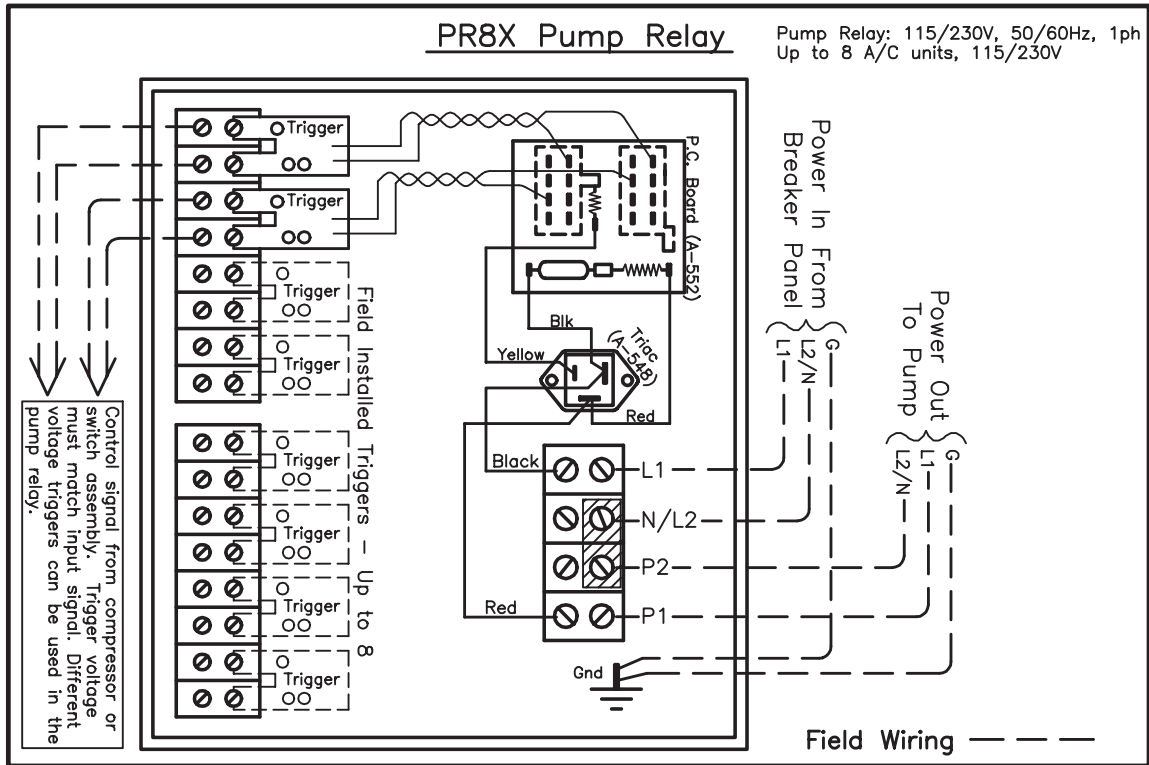 PR8X Pump Relay
Pump Relay: 115/230V, 50/60Hz, 1ph
Up to 8 A/C units, 115/230V
Trigger
Trigger
Trigger
Trigger
Trigger
Trigger
Trigger
Trigger
Field Installed Triggers - Up to 8
P.C. Board (A-552)
Blk
Yellow
Triac
(A-548)
Red
Black
Red
L1
N/L2
P2
P1
Gnd
Power In From
Breaker Panel
L1
L2/N
G
Power Out
To Pump
L2/N
L1
G
Control signal from compressor or
switch assembly. Trigger voltage
must match input signal. Different
voltage triggers can be used in the
pump relay.
Field Wiring